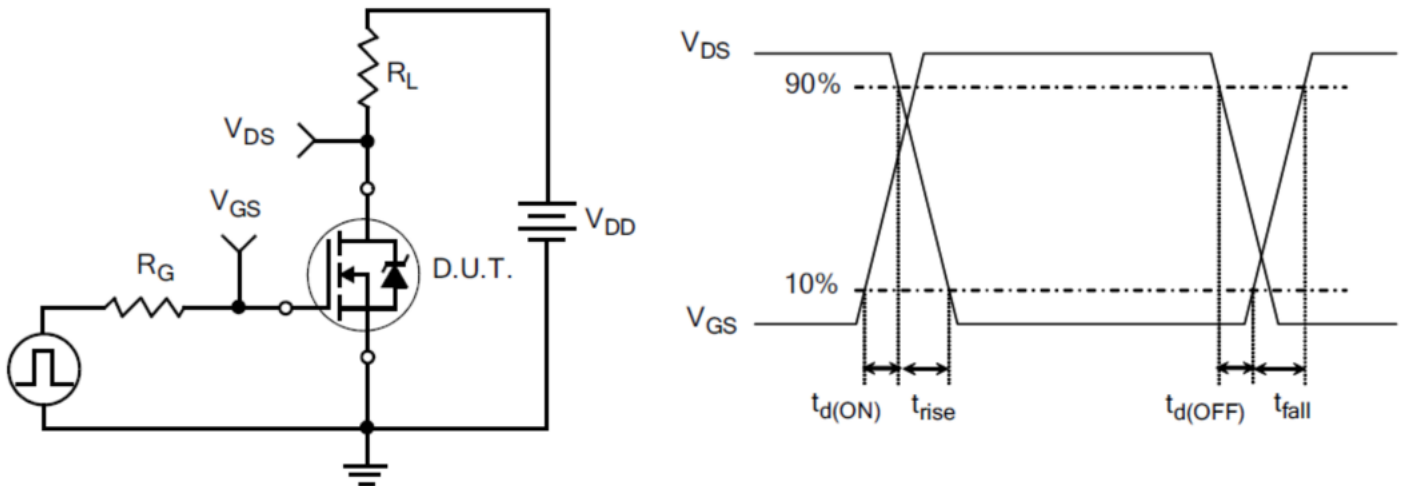 R_L
V_DS
V_GS
V_DD
R_G
D.U.T.
V_DS
90%
10%
V_GS
t_d(ON) t_rise t_d(OFF) t_fall